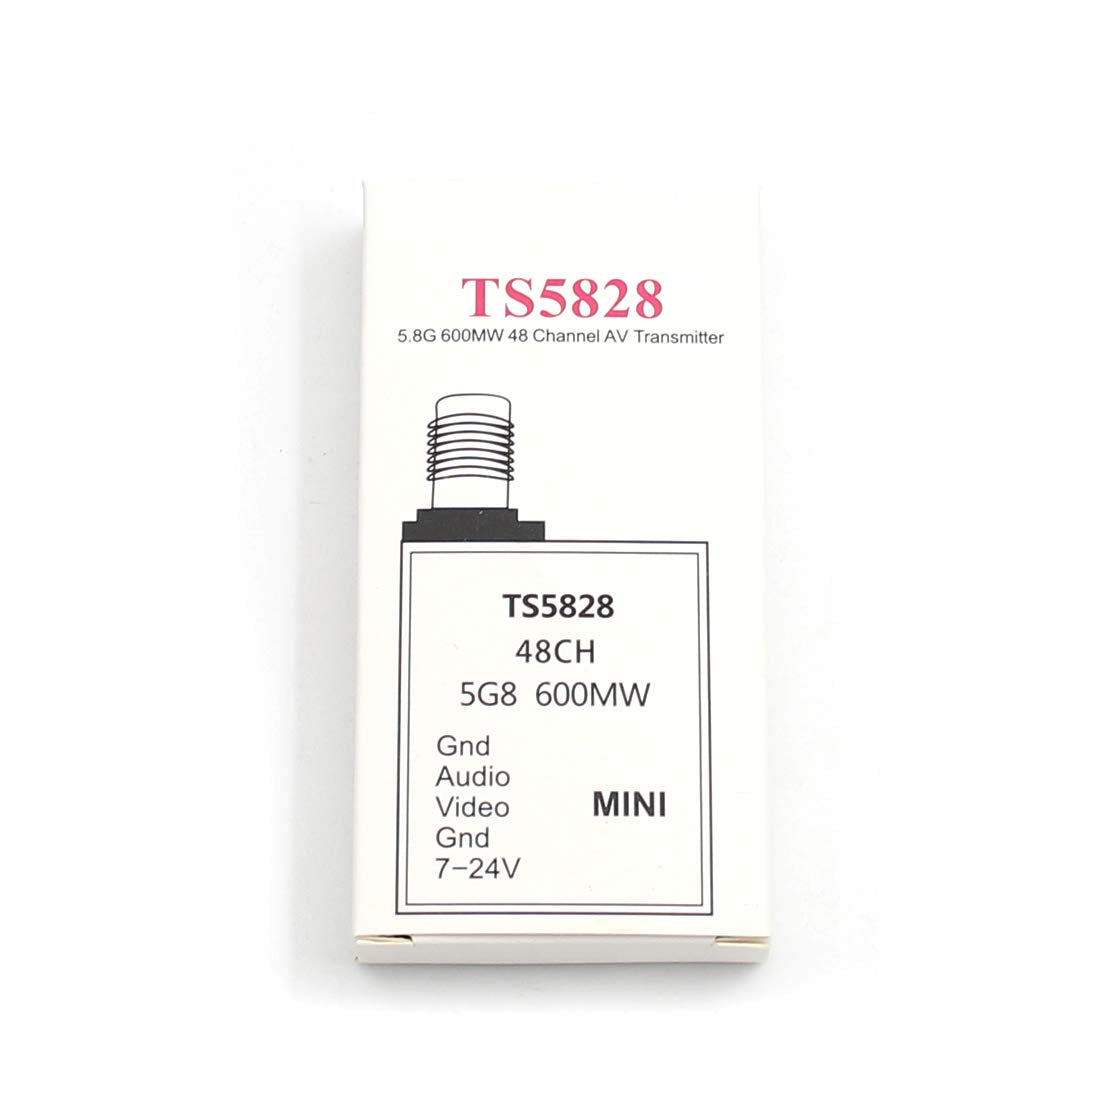 TS5828
5.8G 600MW 48 Channel AV Transmitter
TS5828
48CH
5G8 600MW
Gnd
Audio
Video
Gnd
7-24V
MINI